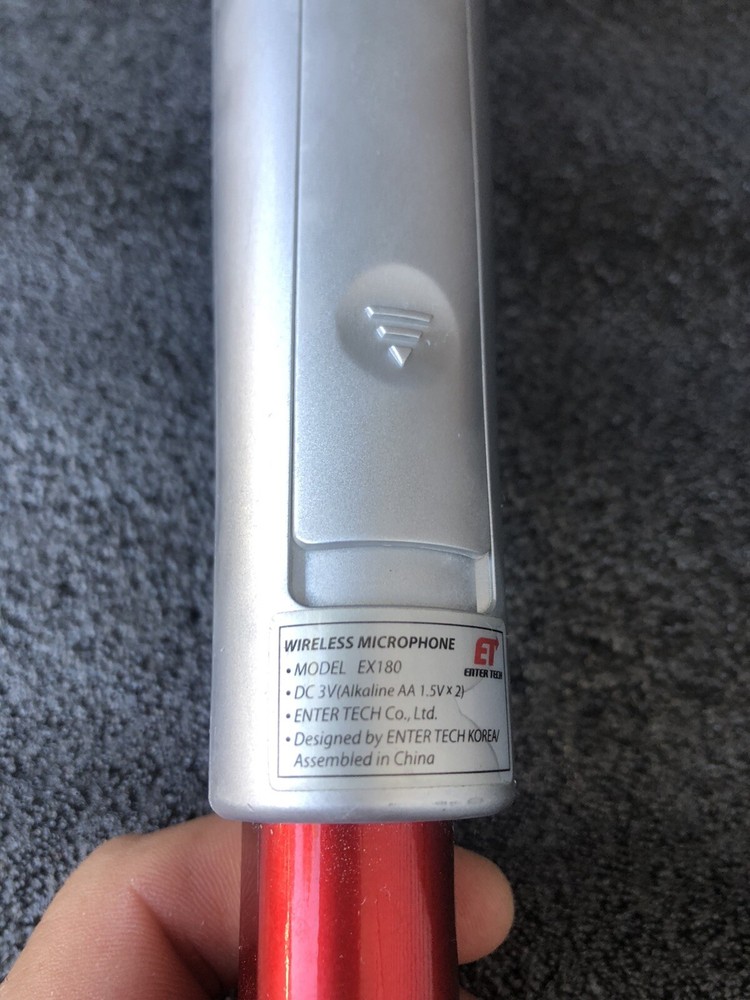 WIRELESS MICROPHONE
ET
ENTER TECH
• MODEL EX180
• DC 3V(Alkaline AA 1.5V x 2)
• ENTER TECH Co., Ltd.
• Designed by ENTER TECH KOREA/
Assembled in China